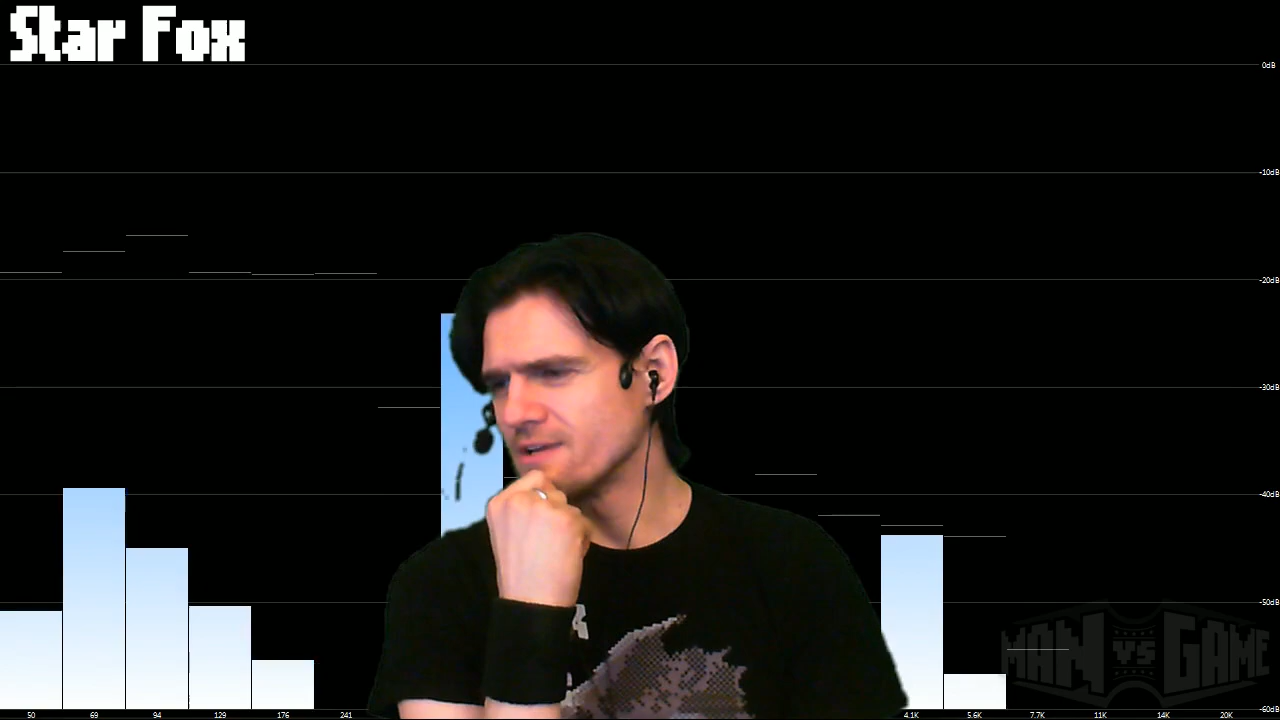 Star Fox
0dB
-10dB
-20dB
-30dB
-40dB
-50dB
MAN VS GAME
-60dB
50 69 94 129 176 241 4.1K 5.6K 7.7K 11K 14K 20K